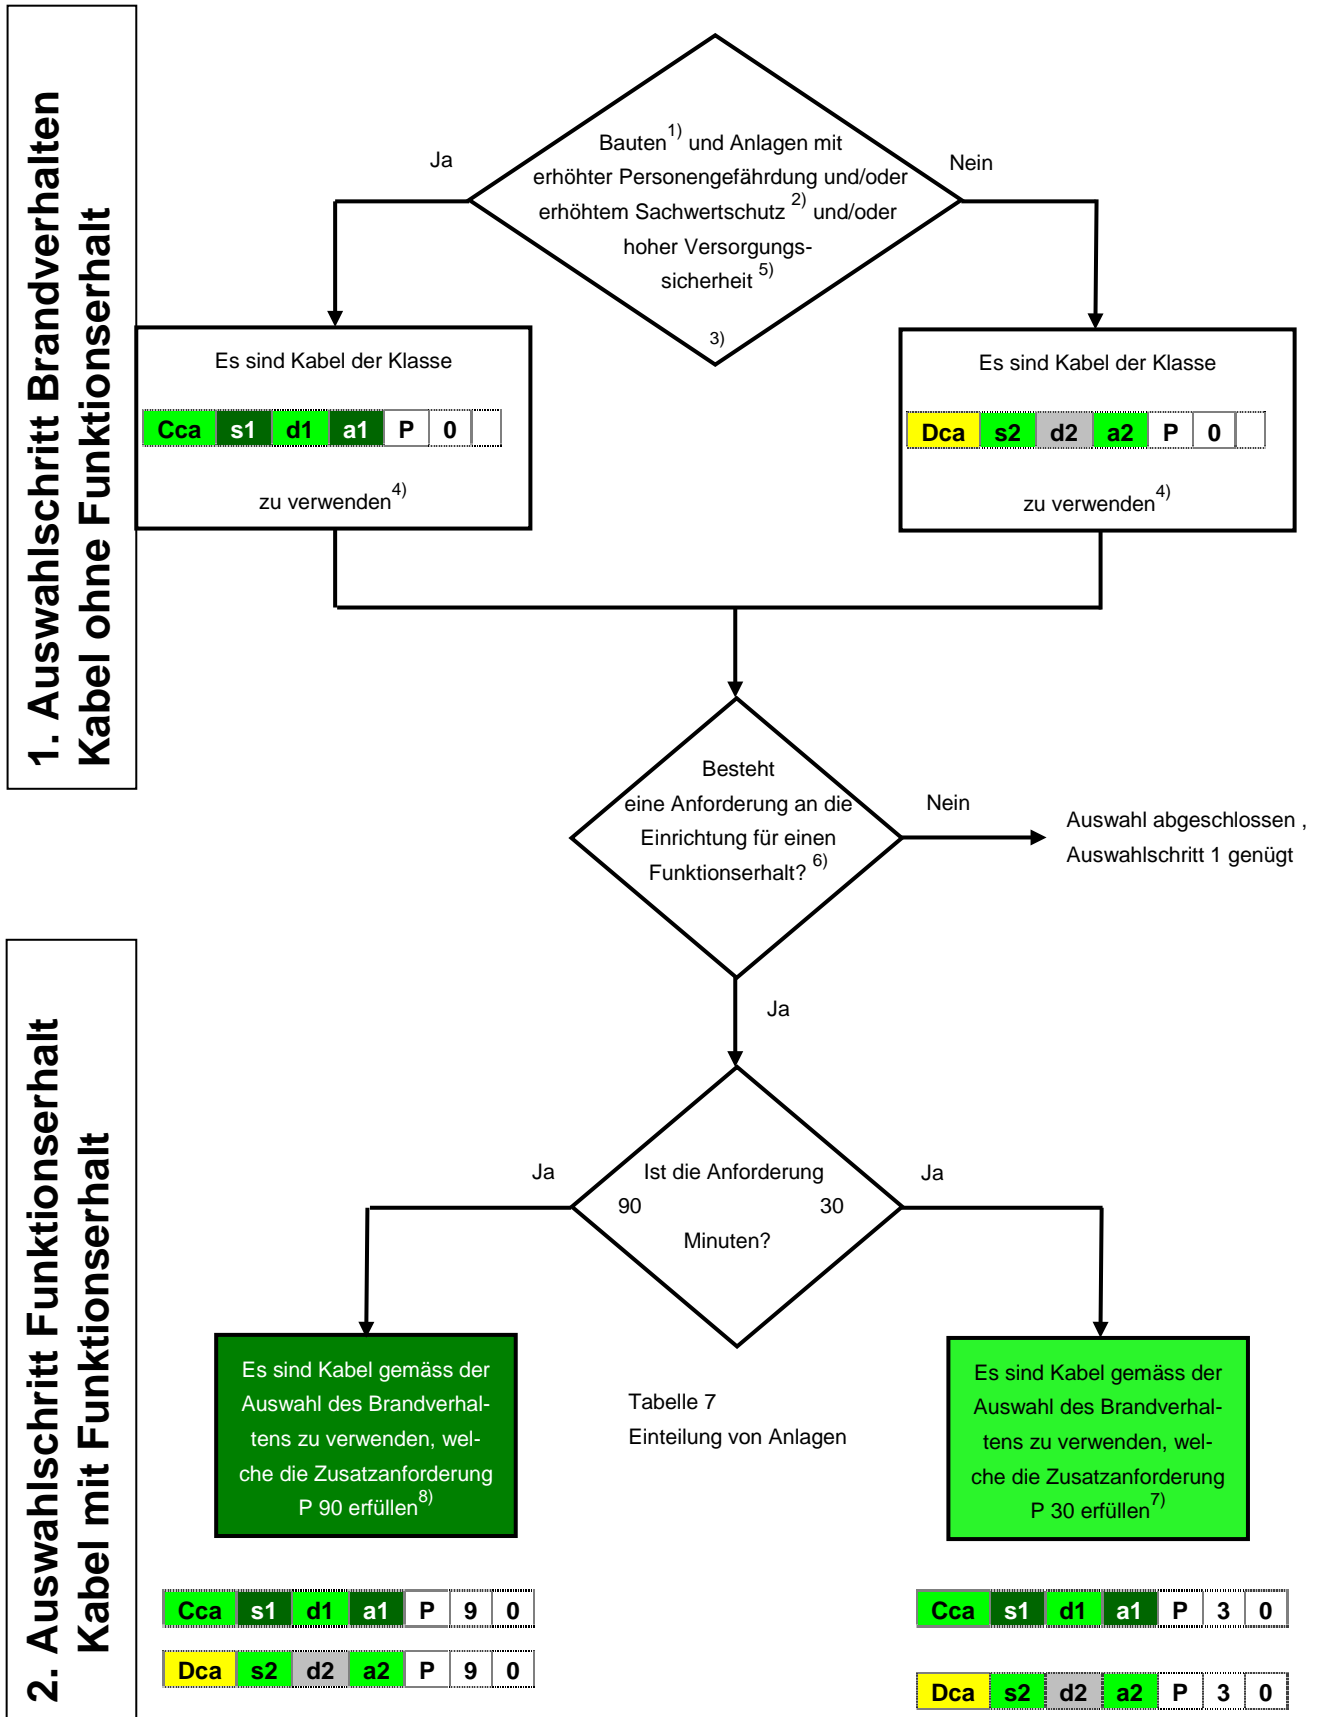 1. Auswahlschritt Brandverhalten
Kabel ohne Funktionserhalt
Bauten1) und Anlagen mit
erhöhter Personengefährdung und/oder
erhöhtem Sachwertschutz 2) und/oder
hoher Versorgungs-
sicherheit 5)
3)
Ja
Nein
Es sind Kabel der Klasse
Cca s1 d1 a1 P 0
zu verwenden4)
Es sind Kabel der Klasse
Dca s2 d2 a2 P 0
zu verwenden4)
Besteht
eine Anforderung an die
Einrichtung für einen
Funktionserhalt? 6)
Nein
Auswahl abgeschlossen ,
Auswahlschritt 1 genügt
Ja
2. Auswahlschritt Funktionserhalt
Kabel mit Funktionserhalt
Ja
Ist die Anforderung
90 30
Minuten?
Ja
Es sind Kabel gemäss der
Auswahl des Brandverhal-
tens zu verwenden, wel-
che die Zusatzanforderung
P 90 erfüllen8)
Tabelle 7
Einteilung von Anlagen
Es sind Kabel gemäss der
Auswahl des Brandverhal-
tens zu verwenden, wel-
che die Zusatzanforderung
P 30 erfüllen7)
Cca s1 d1 a1 P 9 0
Dca s2 d2 a2 P 9 0
Cca s1 d1 a1 P 3 0
Dca s2 d2 a2 P 3 0